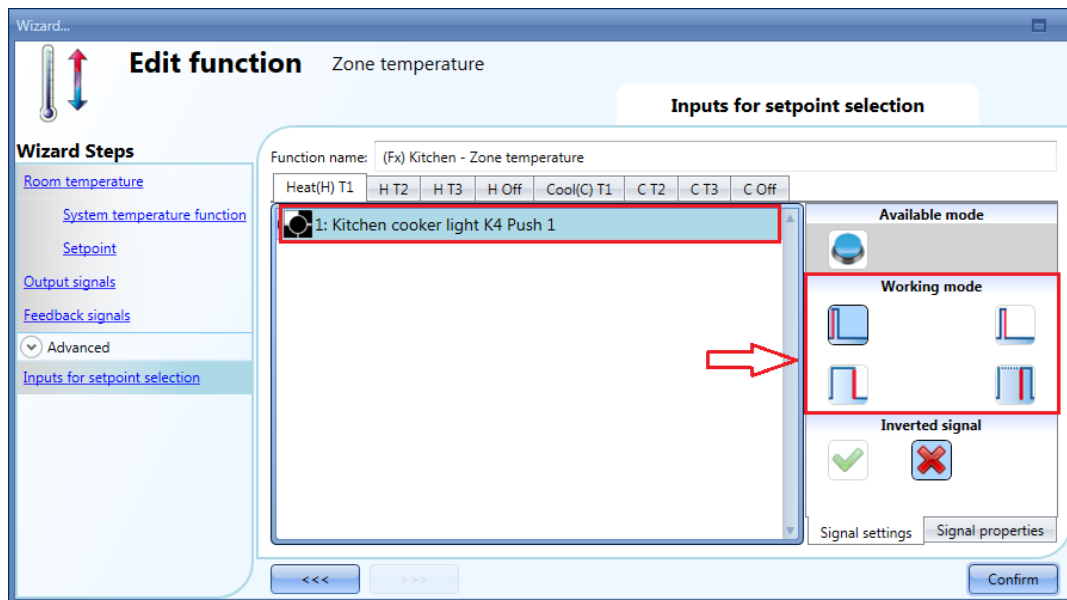 Wizard...
Edit function Zone temperature
Inputs for setpoint selection
Wizard Steps
Room temperature
System temperature function
Setpoint
Output signals
Feedback signals
Advanced
Inputs for setpoint selection
Function name: (Fx) Kitchen - Zone temperature
Heat(H) T1 H T2 H T3 H Off Cool(C) T1 C T2 C T3 C Off
1: Kitchen cooker light K4 Push 1
Available mode
Working mode
Inverted signal
Signal settings Signal properties
<<< >>> Confirm